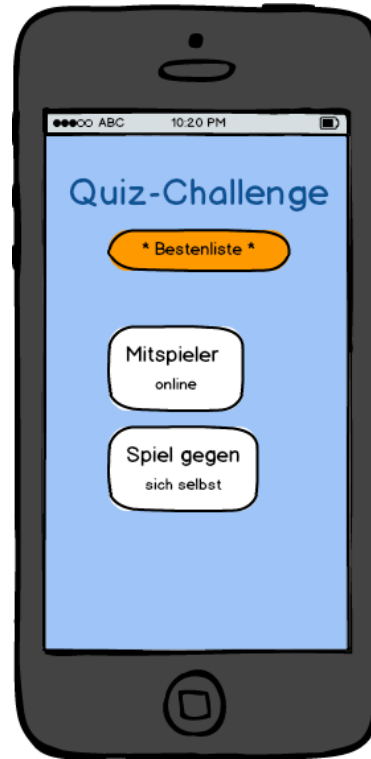 ABC 10:20 PM
Quiz-Challenge
* Bestenliste *
Mitspieler
online
Spiel gegen
sich selbst